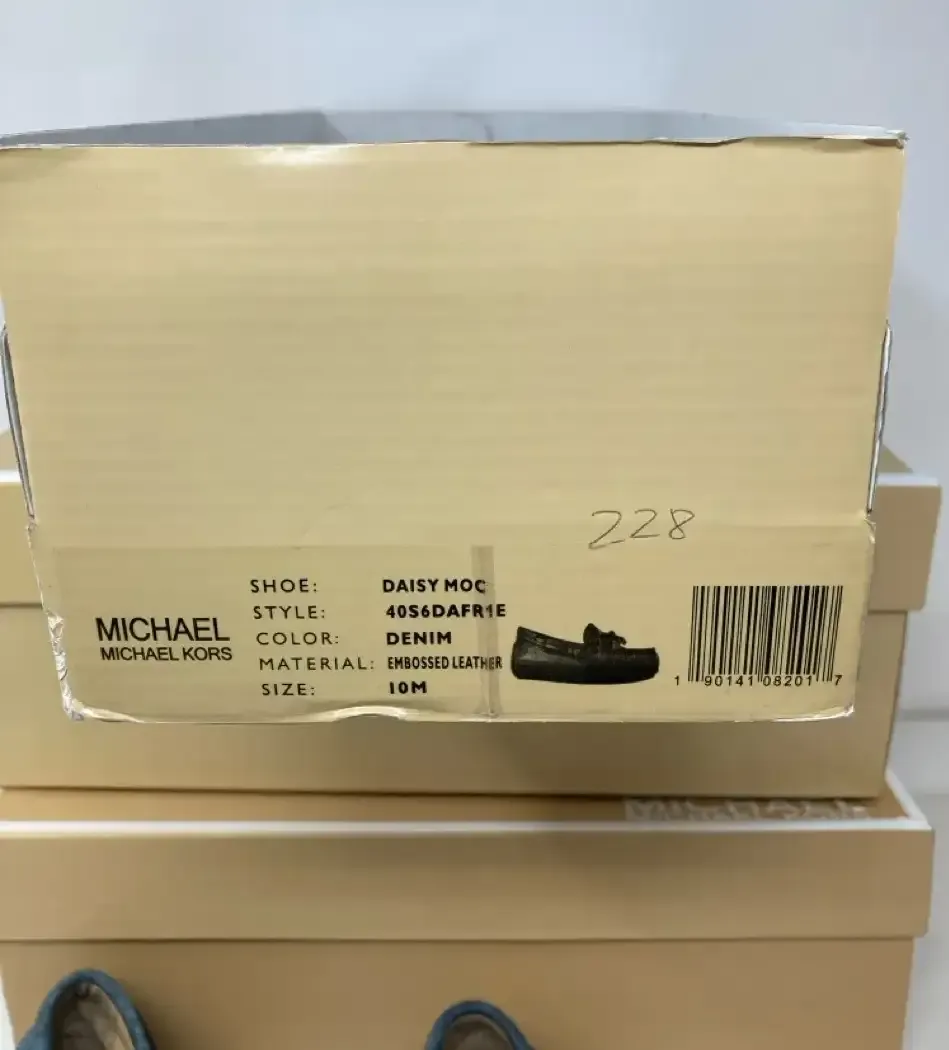 228
MICHAEL
MICHAEL KORS
SHOE: DAISY MOC
STYLE: 40S6DAFR1E
COLOR: DENIM
MATERIAL: EMBOSSED LEATHER
SIZE: 10M
1 90141 08201 7
MICHAEL